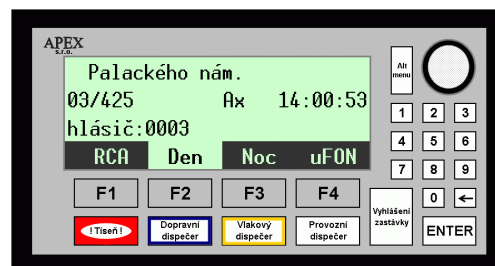 APEX
s.r.o.
Palackého nám.
03/425 Ax 14:00:53
hlásič:0003
RCA Den Noc uFON
F1 F2 F3 F4
! Tíseň ! Dopravní dispečer Vlakový dispečer Provozní dispečer
Alt menu
1 2 3
4 5 6
7 8 9
0 ←
Vyhlášení zastávky
ENTER